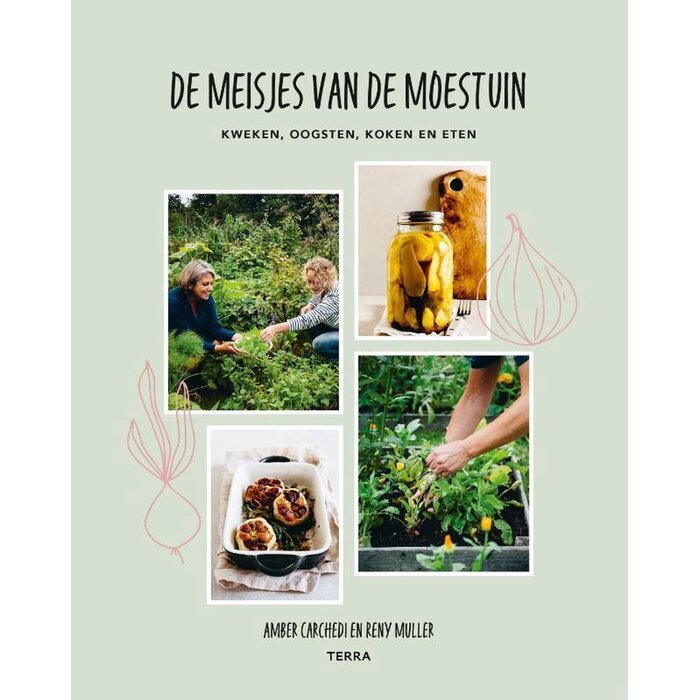 DE MEISJES VAN DE MOESTUIN
KWEKEN, OOGSTEN, KOKEN EN ETEN
AMBER CARCHEDI EN RENY MULLER
TERRA